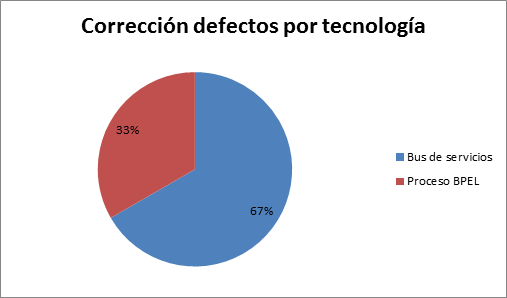 Corrección defectos por tecnología
33%
67%
Bus de servicios
Proceso BPEL